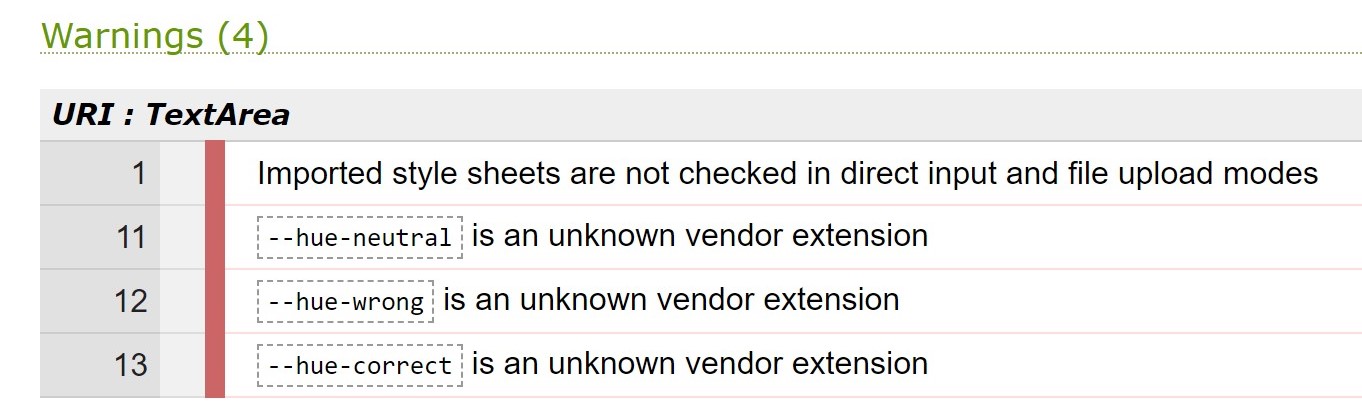 Warnings (4)
URI : TextArea
1 Imported style sheets are not checked in direct input and file upload modes
11 --hue-neutral is an unknown vendor extension
12 --hue-wrong is an unknown vendor extension
13 --hue-correct is an unknown vendor extension